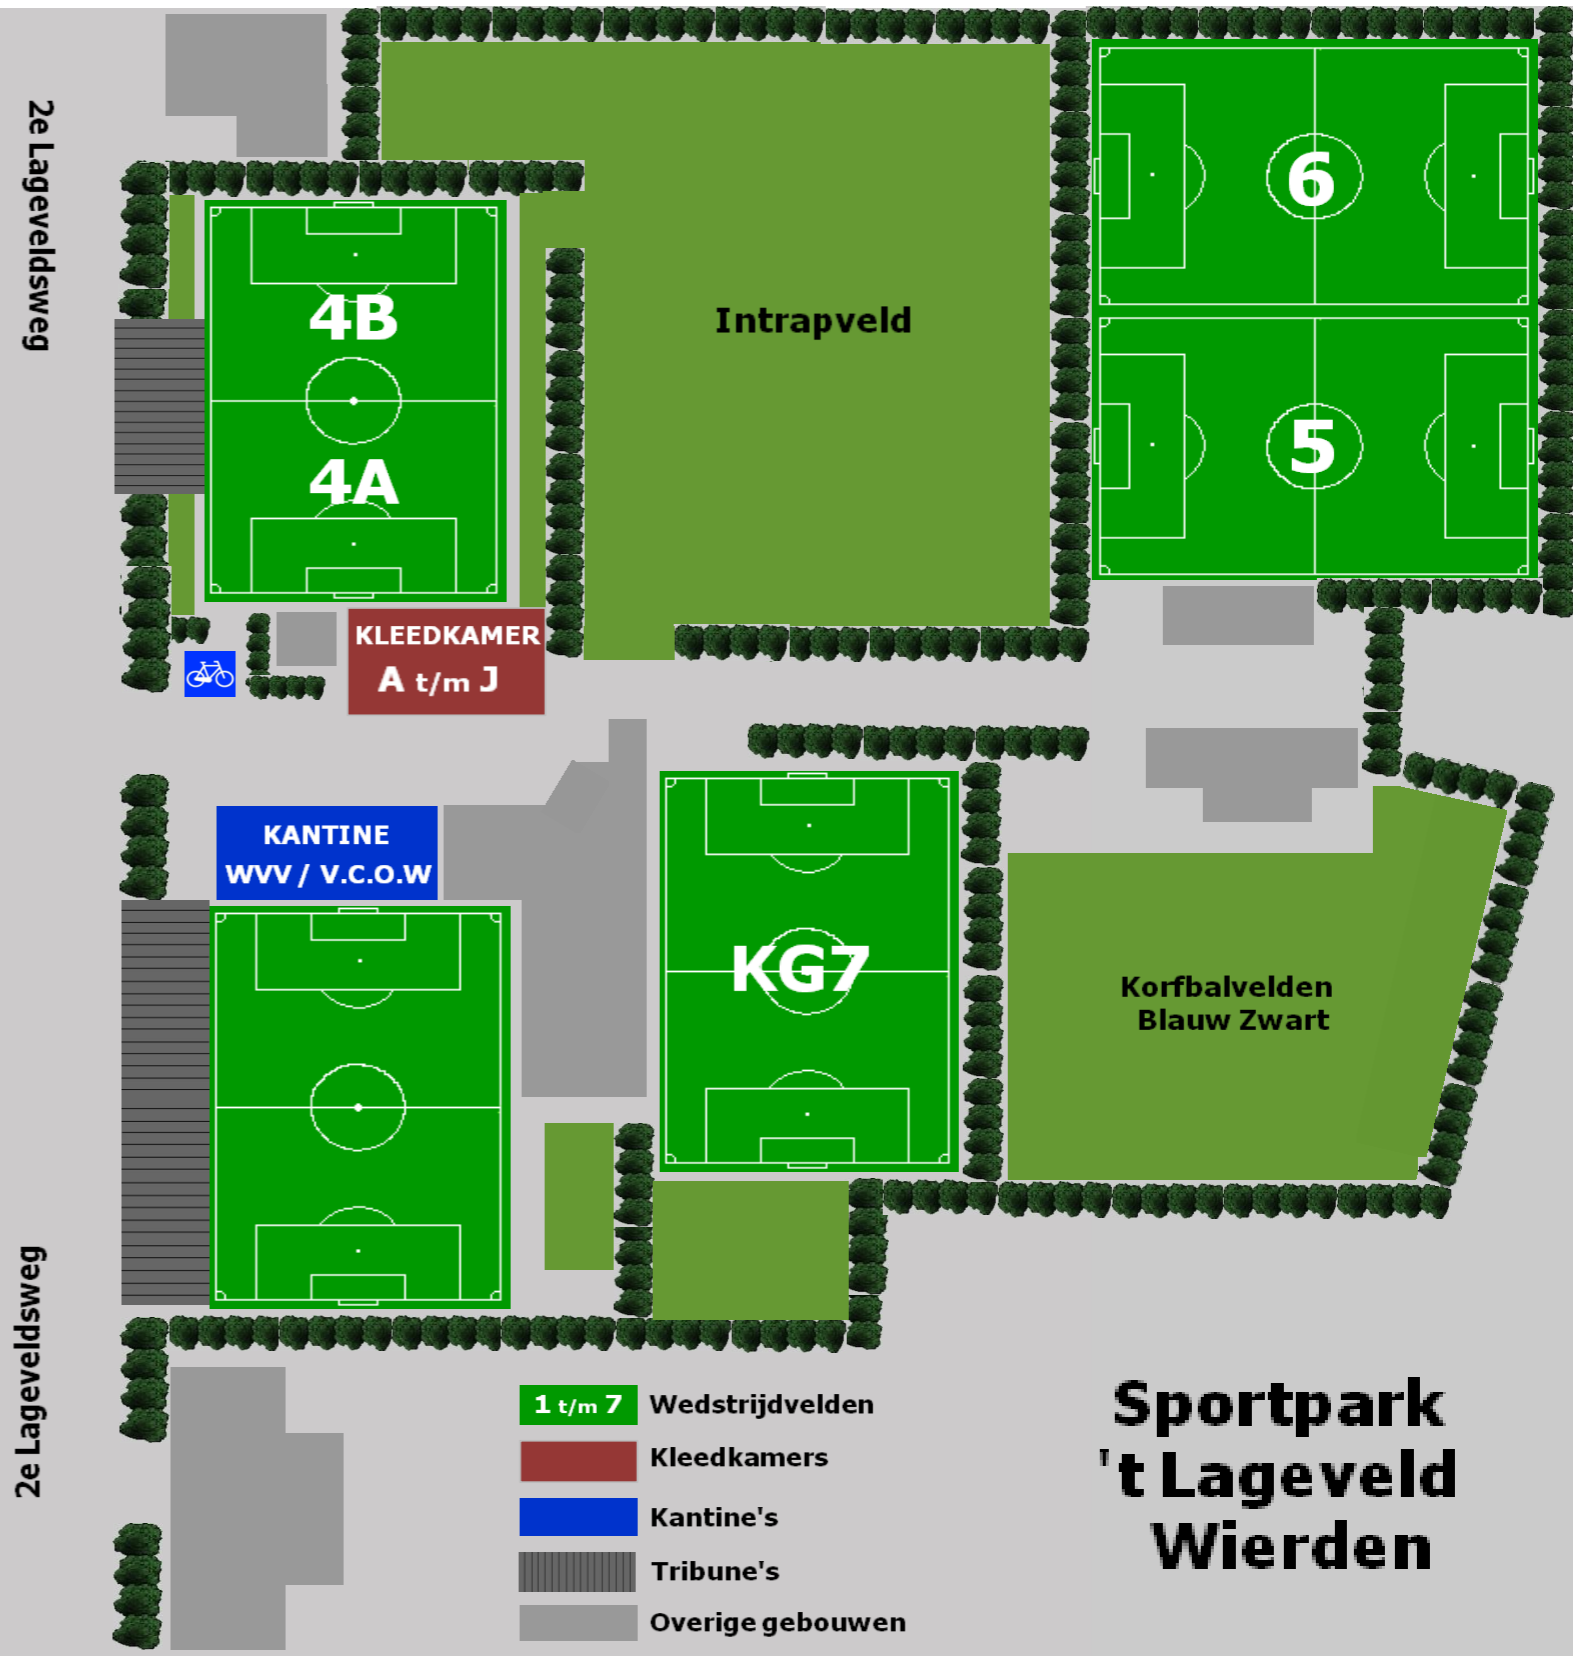 2e Lageveldsweg
6
4B
Intrapveld
5
4A
KLEEDKAMER
A t/m J
KANTINE
WVV / V.C.O.W
KG7
Korfbalvelden
Blauw Zwart
2e Lageveldsweg
1 t/m 7 Wedstrijdvelden
Kleedkamers
Kantine's
Tribune's
Overige gebouwen
Sportpark
't Lageveld
Wierden